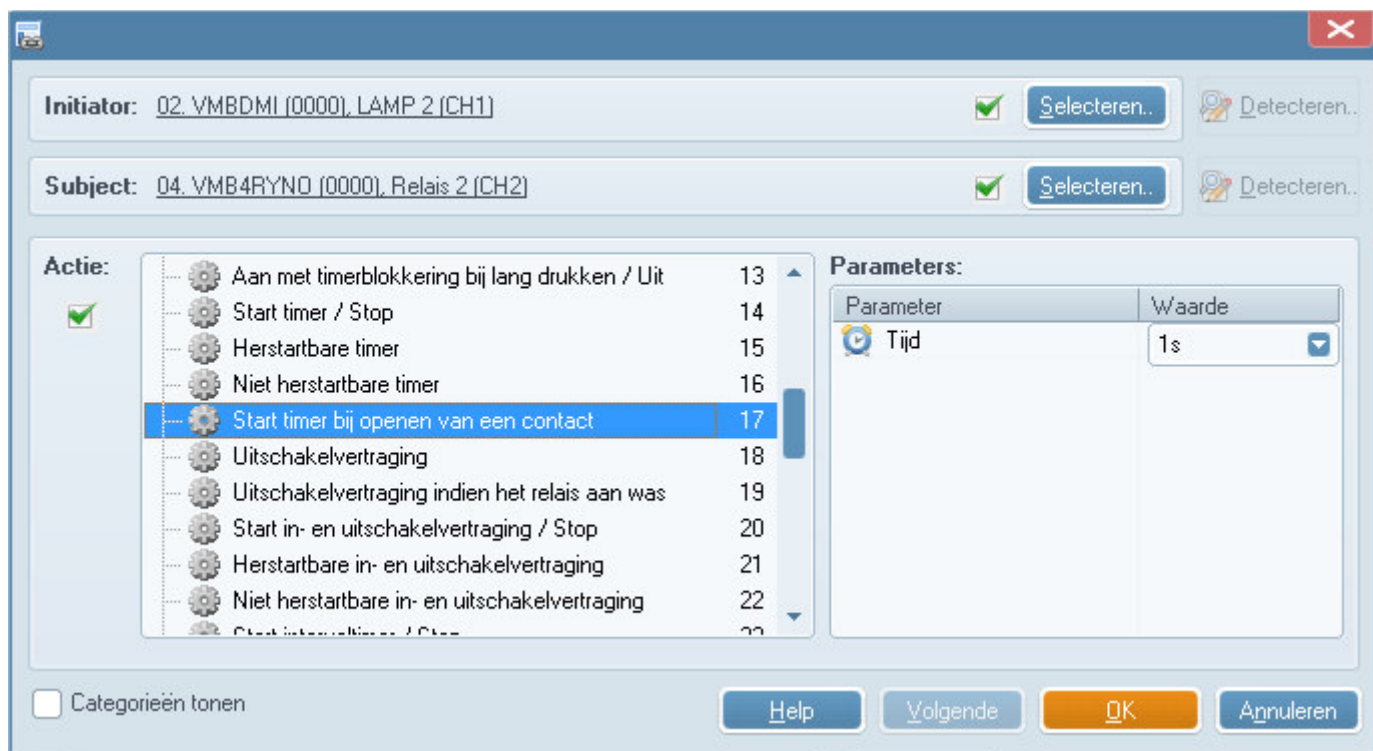 Initiator: 02. VMBDMI (0000), LAMP 2 (CH1) Selecteren.. Detecteren..
Subject: 04. VMB4RYNO (0000), Relais 2 (CH2) Selecteren.. Detecteren..
Actie:
Aan met timerblokkering bij lang drukken / Uit 13
Start timer / Stop 14
Herstartbare timer 15
Niet herstartbare timer 16
Start timer bij openen van een contact 17
Uitschakelvertraging 18
Uitschakelvertraging indien het relais aan was 19
Start in- en uitschakelvertraging / Stop 20
Herstartbare in- en uitschakelvertraging 21
Niet herstartbare in- en uitschakelvertraging 22
Start intervaltimer / Stop 23
Parameters:
Parameter Waarde
Tijd 1s
Categorieën tonen
Help Volgende OK Annuleren